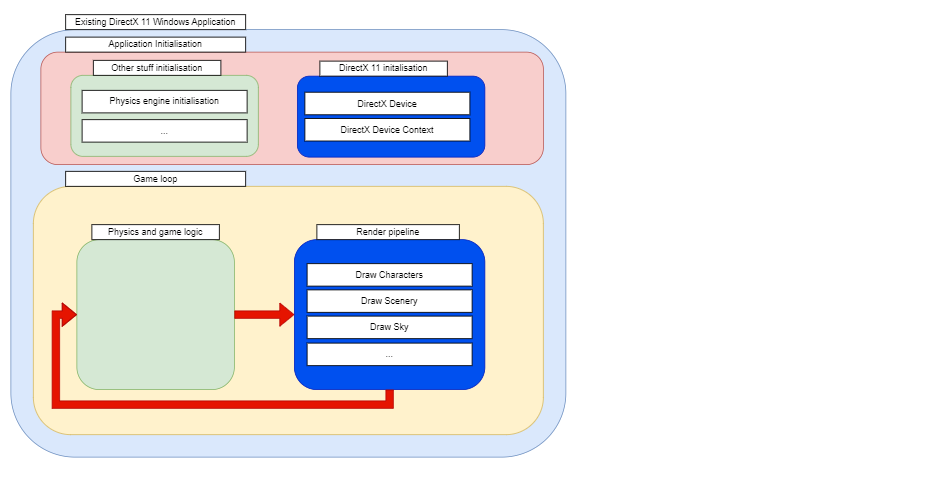 Existing DirectX 11 Windows Application
Application Initialisation
Other stuff initialisation
Physics engine initialisation
...
DirectX 11 initalisation
DirectX Device
DirectX Device Context
Game loop
Physics and game logic
Render pipeline
Draw Characters
Draw Scenery
Draw Sky
...